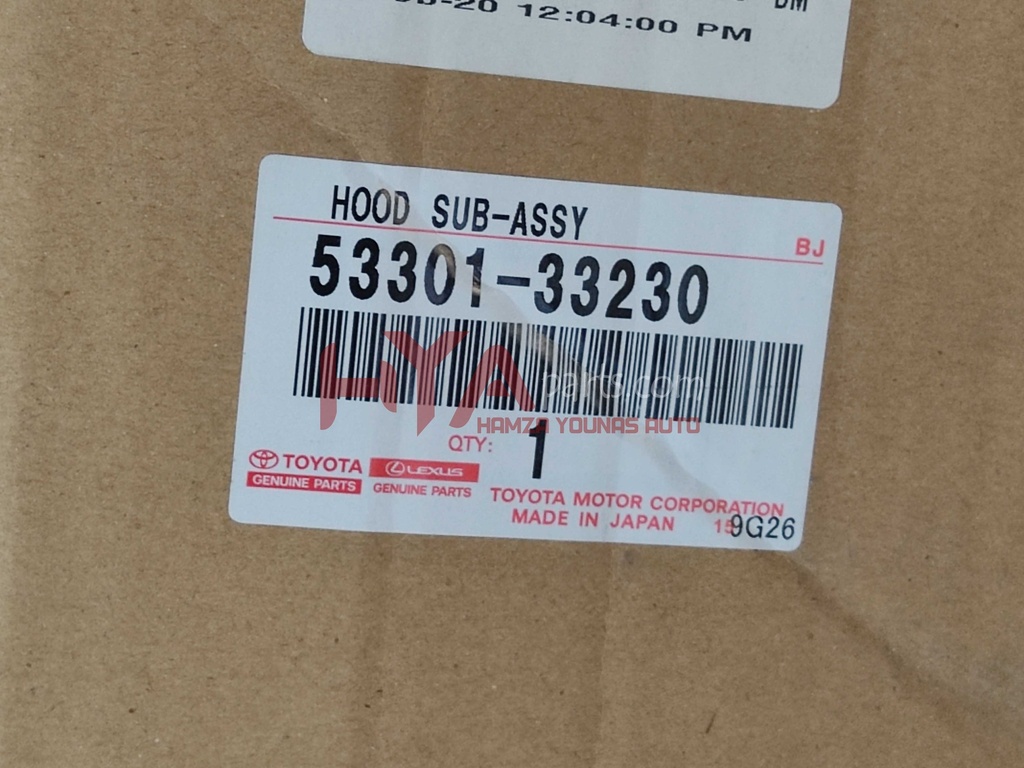 12:04:00 PM
HOOD SUB-ASSY
BJ
53301-33230
HYA parts.com
HAMZA YOUNAS AUTO
QTY: 1
TOYOTA
GENUINE PARTS
LEXUS
GENUINE PARTS
TOYOTA MOTOR CORPORATION
MADE IN JAPAN
9G26